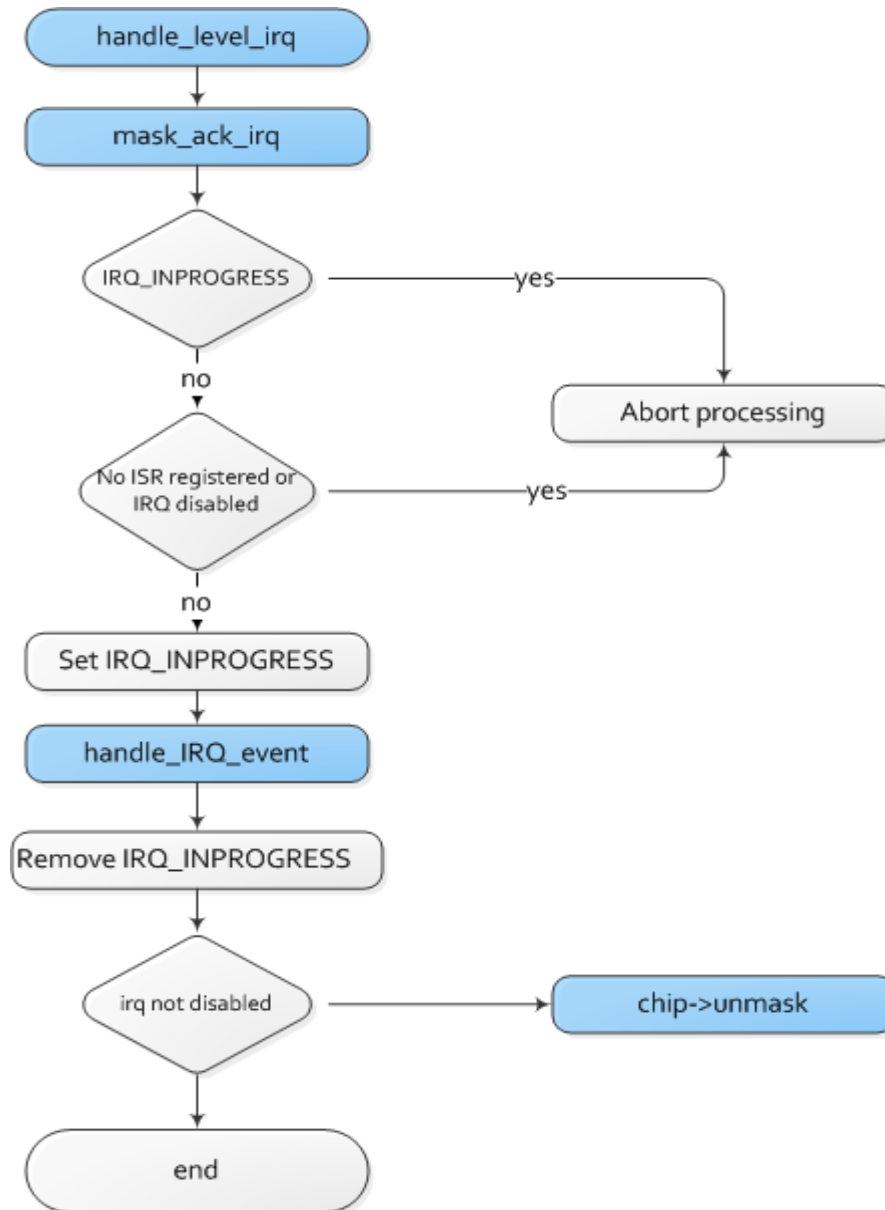 handle_level_irq
mask_ack_irq
IRQ_INPROGRESS
yes
no
Abort processing
No ISR registered or
IRQ disabled
yes
no
Set IRQ_INPROGRESS
handle_IRQ_event
Remove IRQ_INPROGRESS
irq not disabled
chip->unmask
end